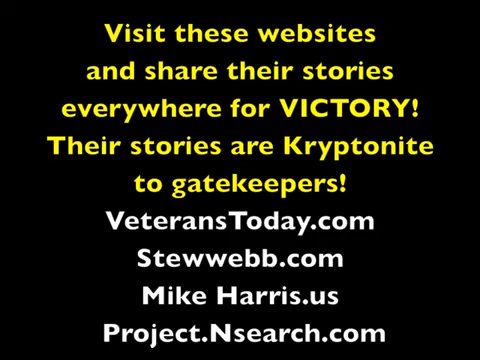 Visit these websites
and share their stories
everywhere for VICTORY!
Their stories are Kryptonite
to gatekeepers!
VeteransToday.com
Stewwebb.com
Mike Harris.us
Project.Nsearch.com